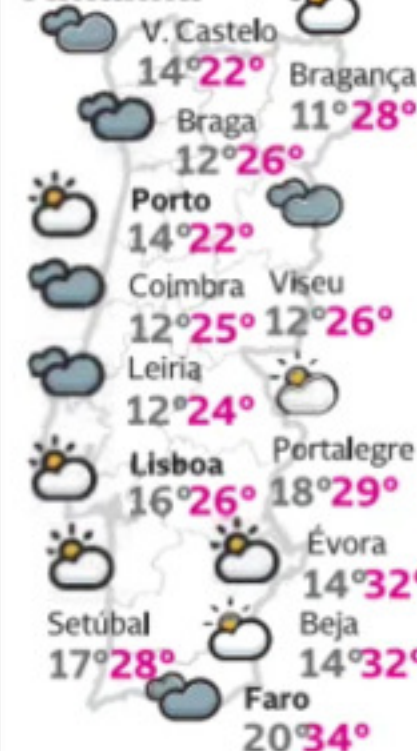 V. Castelo
14°22°
Bragança
11°28°
Braga
12°26°
Porto
14°22°
Coimbra
12°25°
Viseu
12°26°
Leiria
12°24°
Lisboa
16°26°
Portalegre
18°29°
Évora
14°32°
Setúbal
17°28°
Beja
14°32°
Faro
20°34°